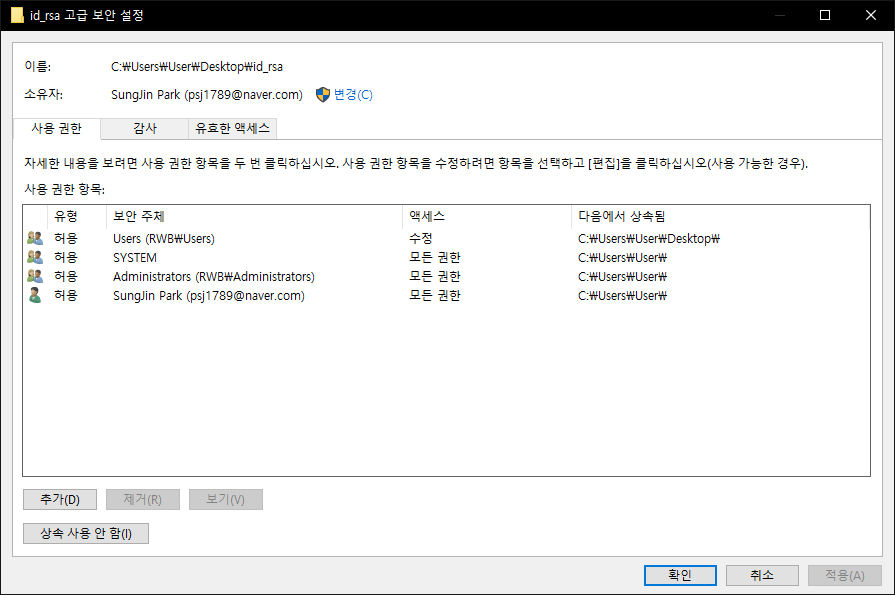 id_rsa 고급 보안 설정
이름: C:₩Users₩User₩Desktop₩id_rsa
소유자: SungJin Park (psj1789@naver.com) 변경(C)
사용 권한 감사 유효한 액세스
자세한 내용을 보려면 사용 권한 항목을 두 번 클릭하십시오. 사용 권한 항목을 수정하려면 항목을 선택하고 [편집]을 클릭하십시오(사용 가능한 경우).
사용 권한 항목:
유형 보안 주체 액세스 다음에서 상속됨
허용 Users (RWB₩Users) 수정 C:₩Users₩User₩Desktop₩
허용 SYSTEM 모든 권한 C:₩Users₩User₩
허용 Administrators (RWB₩Administrators) 모든 권한 C:₩Users₩User₩
허용 SungJin Park (psj1789@naver.com) 모든 권한 C:₩Users₩User₩
추가(D) 제거(R) 보기(V)
상속 사용 안 함(I)
확인 취소 적용(A)